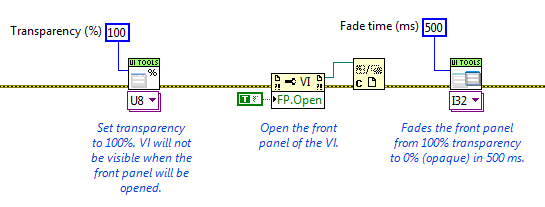 Transparency (%) 100
Fade time (ms) 500
UI TOOLS
%
U8
VI
FP.Open
T F
C
UI TOOLS
I32
Set transparency
to 100%. VI will not
be visible when the
front panel will be
opened.
Open the front
panel of the VI.
Fades the front panel
from 100% transparency
to 0% (opaque) in 500 ms.